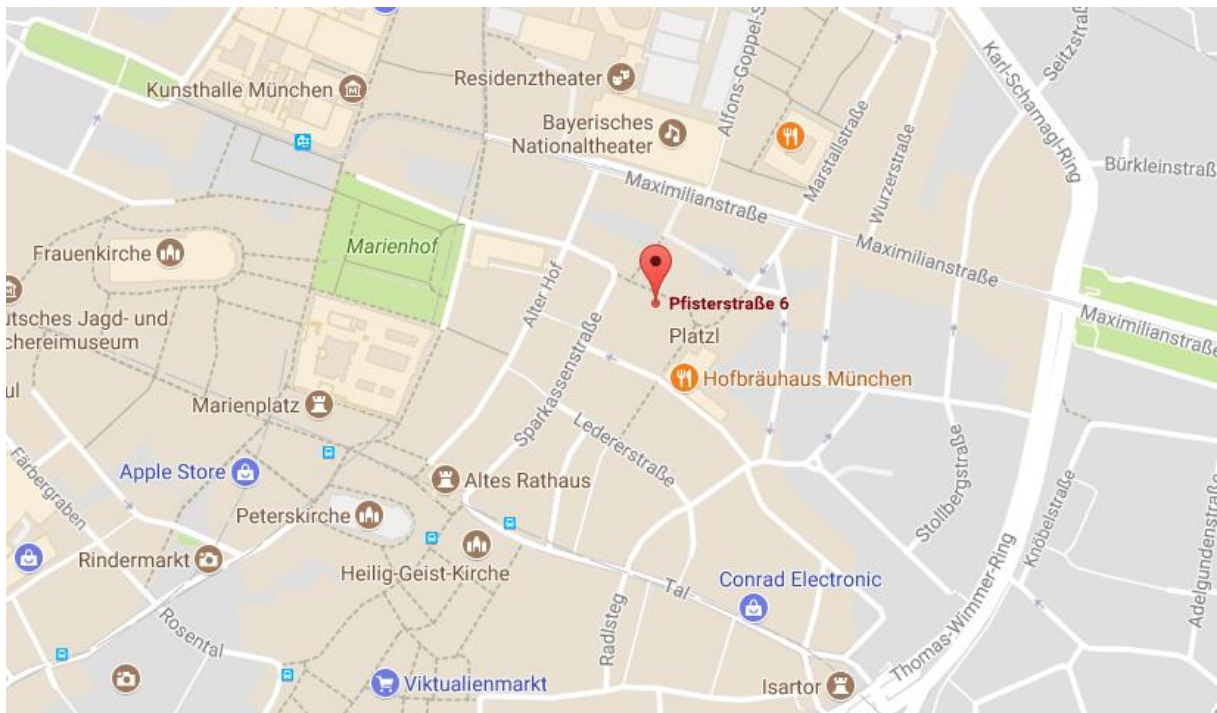 Kunsthalle München
Residenztheater
Bayerisches
Nationaltheater
Alfons-Goppel-S
Karl-Scharnagl-Ring
Seitzstraß
Marstallstraße
Wurzerstraße
Bürkleinstraß
Maximilianstraße
Maximilianstraße
Maximilianstraße
Frauenkirche
Marienhof
Alter Hof
Pfisterstraße 6
Platzl
utsches Jagd- und
chereimuseum
ul
Hofbräuhaus München
Marienplatz
Sparkassenstraße
Ledererstraße
Färbergraben
Apple Store
Altes Rathaus
Peterskirche
Stollbergstraße
Knöbelstraße
Adelgundenstraße
Rindermarkt
Heilig-Geist-Kirche
Conrad Electronic
Tal
Radlsteg
Thomas-Wimmer-Ring
Rosental
Viktualienmarkt
Isartor